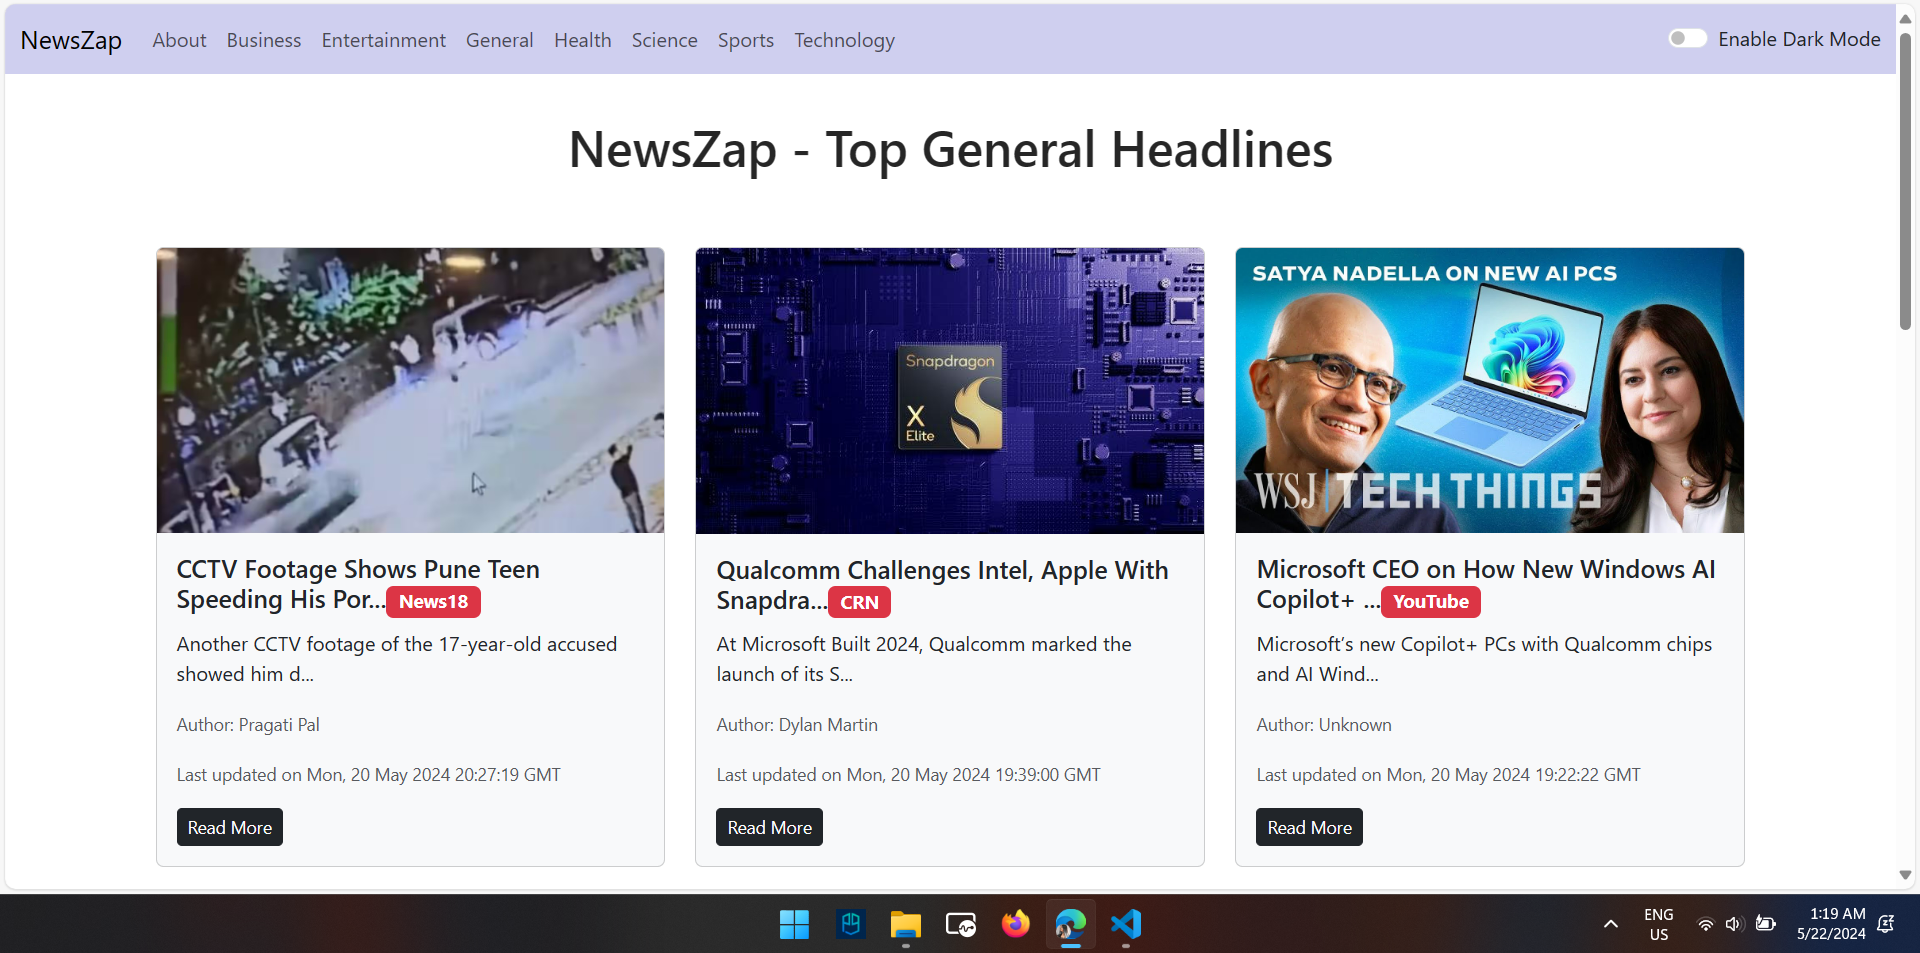 NewsZap About Business Entertainment General Health Science Sports Technology Enable Dark Mode
NewsZap - Top General Headlines
CCTV Footage Shows Pune Teen
Speeding His Por... News18
Another CCTV footage of the 17-year-old accused
showed him d...
Author: Pragati Pal
Last updated on Mon, 20 May 2024 20:27:19 GMT
Read More
Snapdragon
X
Elite
Qualcomm Challenges Intel, Apple With
Snapdra... CRN
At Microsoft Built 2024, Qualcomm marked the
launch of its S...
Author: Dylan Martin
Last updated on Mon, 20 May 2024 19:39:00 GMT
Read More
SATYA NADELLA ON NEW AI PCS
WSJ | TECH THINGS
Microsoft CEO on How New Windows AI
Copilot+ ... YouTube
Microsoft’s new Copilot+ PCs with Qualcomm chips
and AI Wind...
Author: Unknown
Last updated on Mon, 20 May 2024 19:22:22 GMT
Read More
ENG
US
1:19 AM
5/22/2024